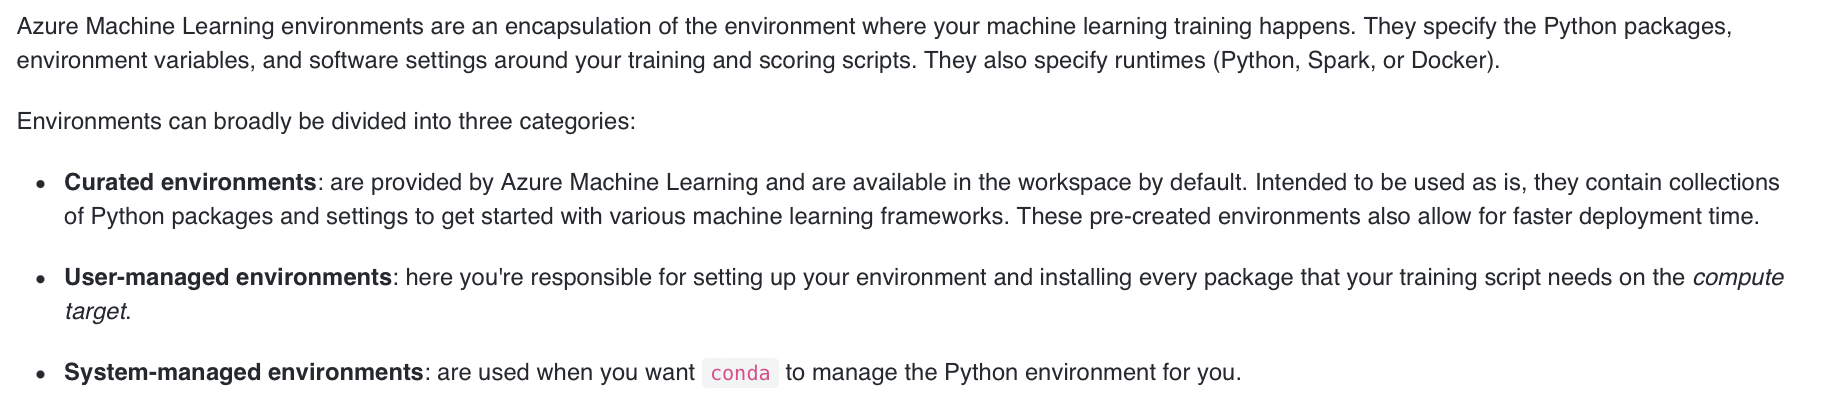 Azure Machine Learning environments are an encapsulation of the environment where your machine learning training happens. They specify the Python packages,
environment variables, and software settings around your training and scoring scripts. They also specify runtimes (Python, Spark, or Docker).
Environments can broadly be divided into three categories:
• Curated environments: are provided by Azure Machine Learning and are available in the workspace by default. Intended to be used as is, they contain collections
of Python packages and settings to get started with various machine learning frameworks. These pre-created environments also allow for faster deployment time.
• User-managed environments: here you're responsible for setting up your environment and installing every package that your training script needs on the compute
target.
• System-managed environments: are used when you want conda to manage the Python environment for you.